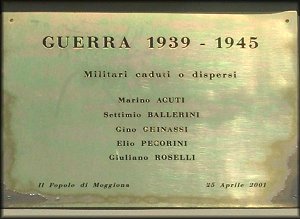 GUERRA 1939 - 1945
Militari caduti o dispersi
Marino ACUTI
Settimio BALLERINI
Gino GEINASSI
Elio PECORINI
Giuliano ROSELLI
Il Popolo di Moggiona 25 Aprile 2001